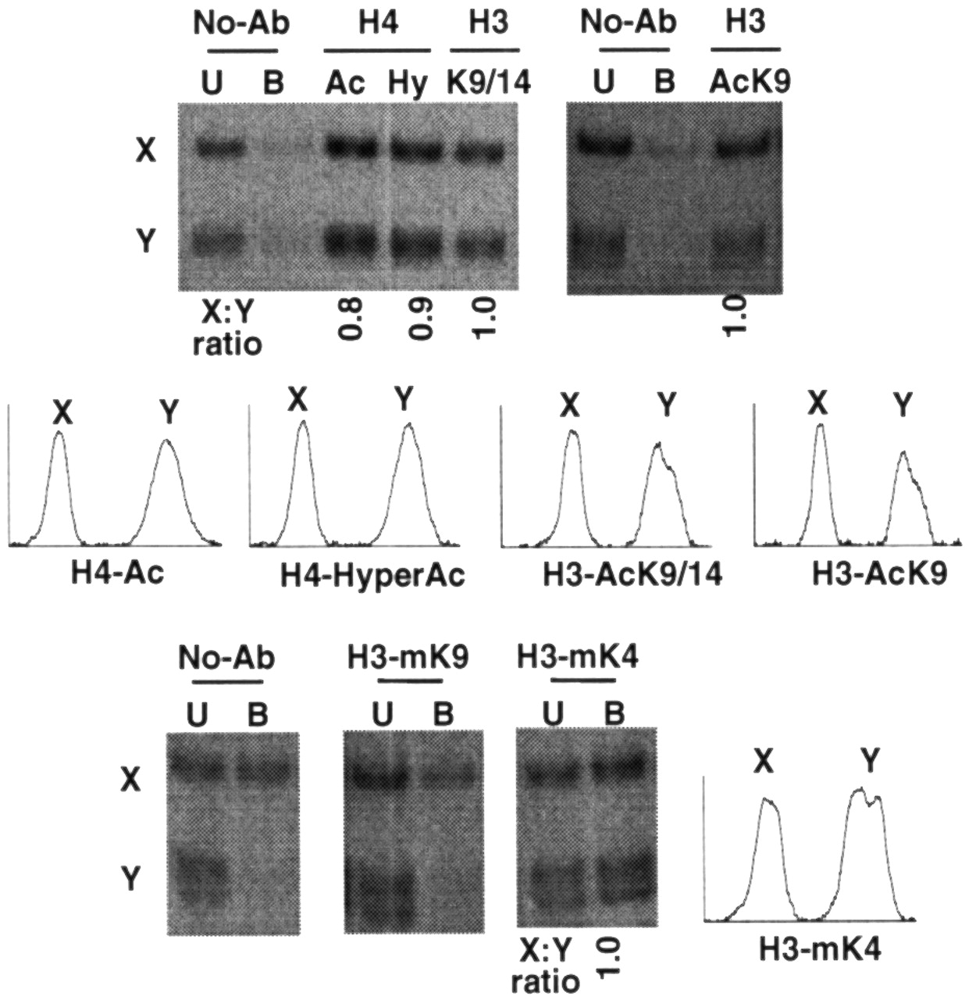 No-Ab H4 H3 No-Ab H3
U B Ac Hy K9/14 U B AcK9
X
Y
X:Y 0.8 0.9 1.0 1.0
ratio
X Y X Y X Y X Y
H4-Ac H4-HyperAc H3-AcK9/14 H3-AcK9
No-Ab H3-mK9 H3-mK4
U B U B U B
X X Y
Y
X:Y 1.0 H3-mK4
ratio